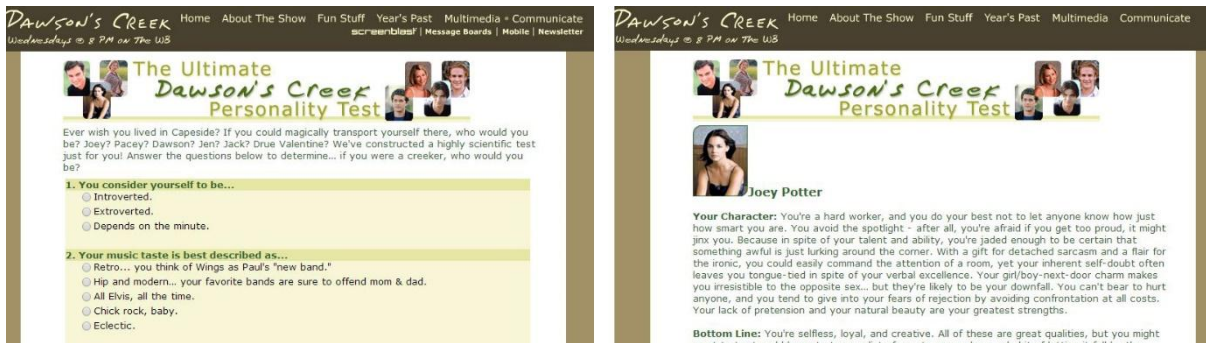 DAWSON'S CREEK
Home About The Show Fun Stuff Year's Past Multimedia • Communicate
Wednesdays @ 8 PM on The WB
screenblast | Message Boards | Mobile | Newsletter
The Ultimate
Dawson's Creek
Personality Test
Ever wish you lived in Capeside? If you could magically transport yourself there, who would you
be? Joey? Pacey? Dawson? Jen? Jack? Drue Valentine? We've constructed a highly scientific test
just for you! Answer the questions below to determine... if you were a creeker, who would you
be?
1. You consider yourself to be...
Introverted.
Extroverted.
Depends on the minute.
2. Your music taste is best described as...
Retro... you think of Wings as Paul's "new band."
Hip and modern... your favorite bands are sure to offend mom & dad.
All Elvis, all the time.
Chick rock, baby.
Eclectic.
DAWSON'S CREEK
Home About The Show Fun Stuff Year's Past Multimedia Communicate
Wednesdays @ 8 PM on The WB
The Ultimate
Dawson's Creek
Personality Test
Joey Potter
Your Character: You're a hard worker, and you do your best not to let anyone know how just
how smart you are. You avoid the spotlight - after all, you're afraid if you get too proud, it might
jinx you. Because in spite of your talent and ability, you're jaded enough to be certain that
something awful is just lurking around the corner. With a gift for detached sarcasm and a flair for
the ironic, you could easily command the attention of a room, yet your inherent self-doubt often
leaves you tongue-tied in spite of your verbal excellence. Your girl/boy-next-door charm makes
you irresistible to the opposite sex... but they're likely to be your downfall. You can't bear to hurt
anyone, and you tend to give into your fears of rejection by avoiding confrontation at all costs.
Your lack of pretension and your natural beauty are your greatest strengths.
Bottom Line: You're selfless, loyal, and creative. All of these are great qualities, but you might